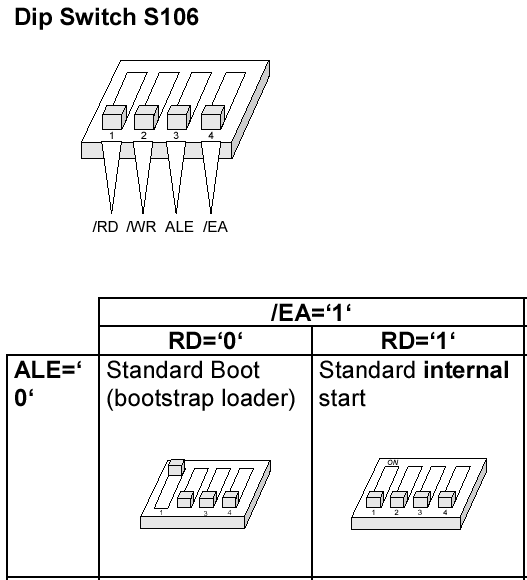 Dip Switch S106
1 2 3 4
/RD /WR ALE /EA
/EA=‘1‘
RD=‘0‘ RD=‘1‘
ALE=‘ Standard Boot Standard internal
0‘ (bootstrap loader) start
ON
1 3 4 1 2 3 4